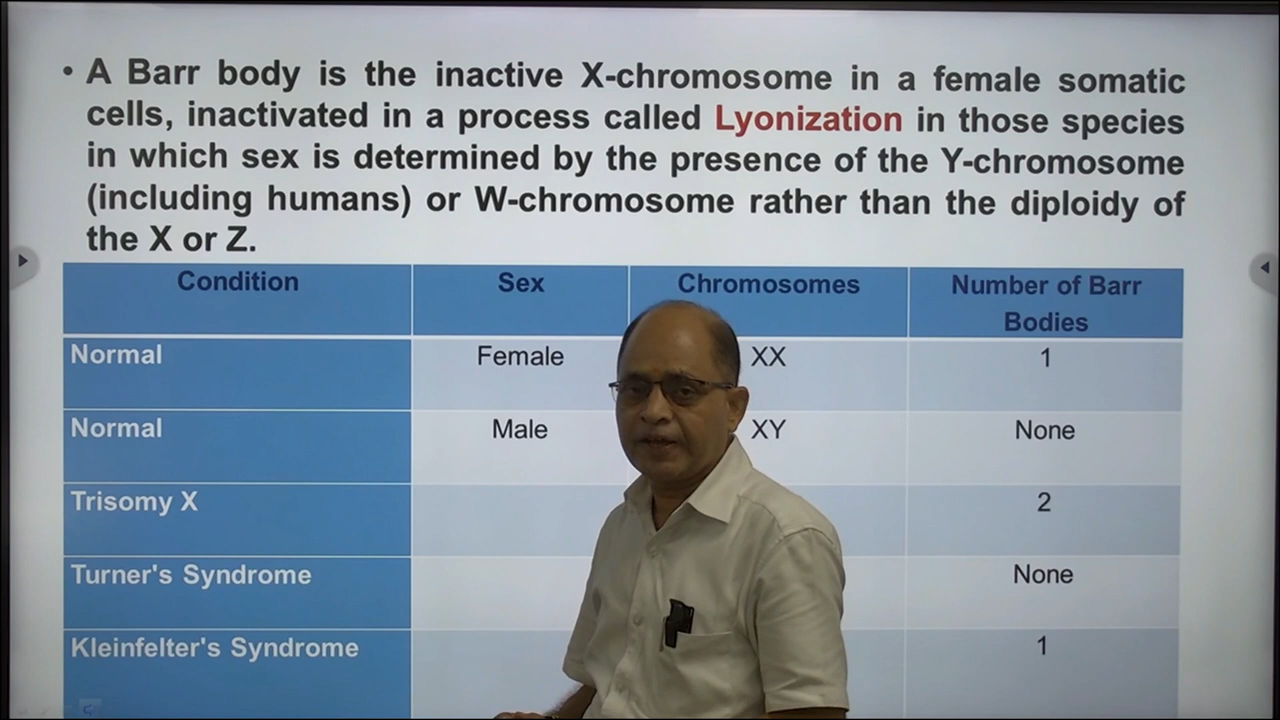 • A Barr body is the inactive X-chromosome in a female somatic
cells, inactivated in a process called Lyonization in those species
in which sex is determined by the presence of the Y-chromosome
(including humans) or W-chromosome rather than the diploidy of
the X or Z.
Condition Sex Chromosomes Number of Barr
Bodies
Normal Female XX 1
Normal Male XY None
Trisomy X 2
Turner's Syndrome None
Kleinfelter's Syndrome 1